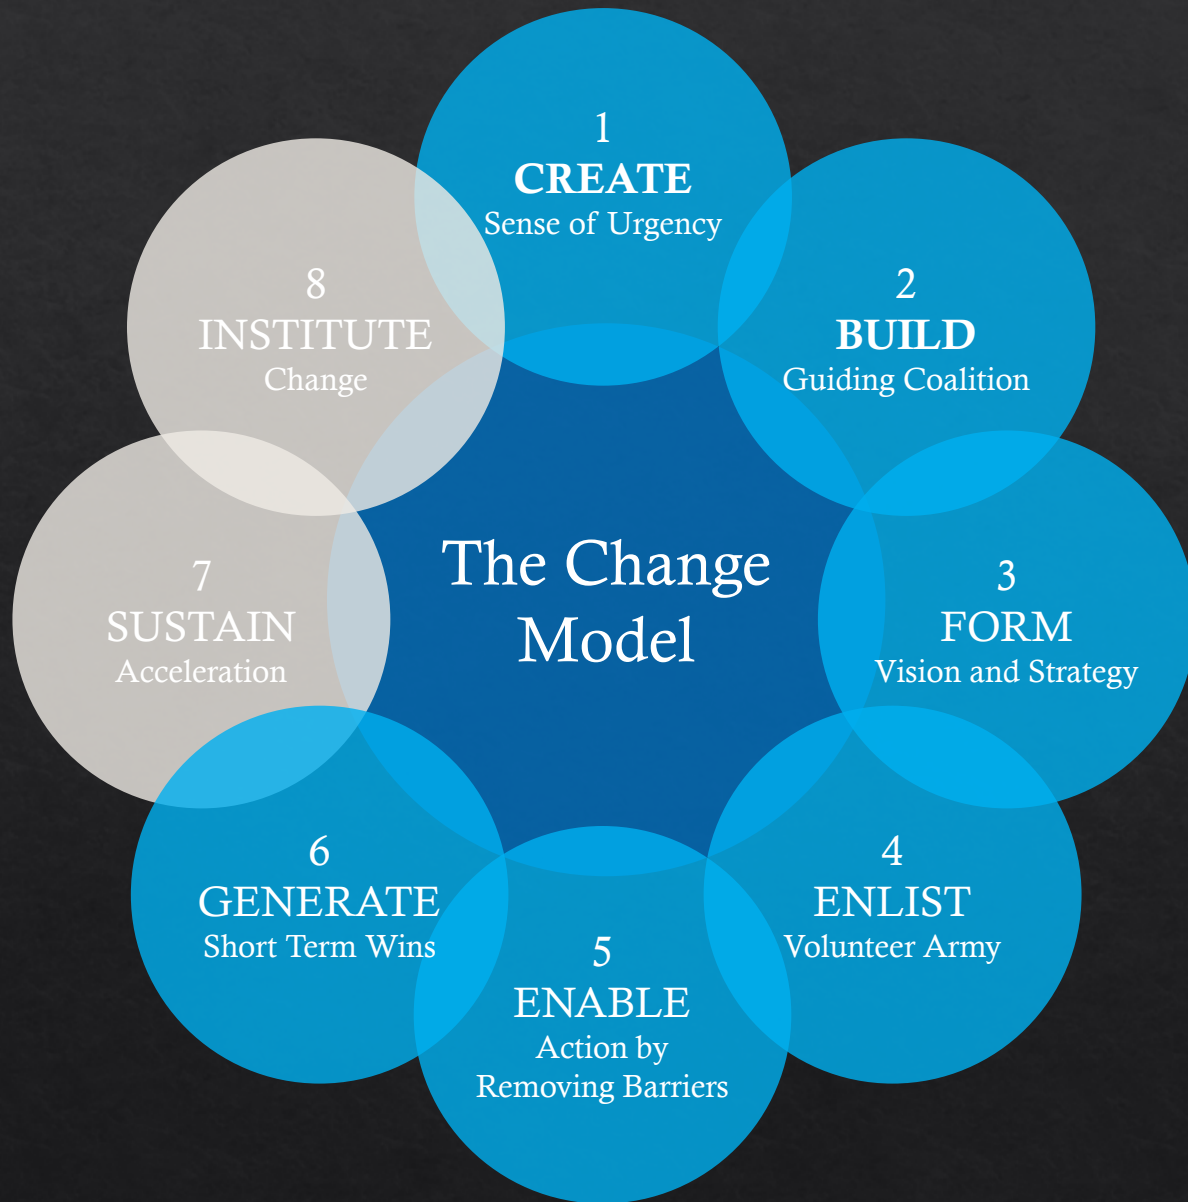 The Change
Model
1
CREATE
Sense of Urgency
2
BUILD
Guiding Coalition
3
FORM
Vision and Strategy
4
ENLIST
Volunteer Army
5
ENABLE
Action by
Removing Barriers
6
GENERATE
Short Term Wins
7
SUSTAIN
Acceleration
8
INSTITUTE
Change